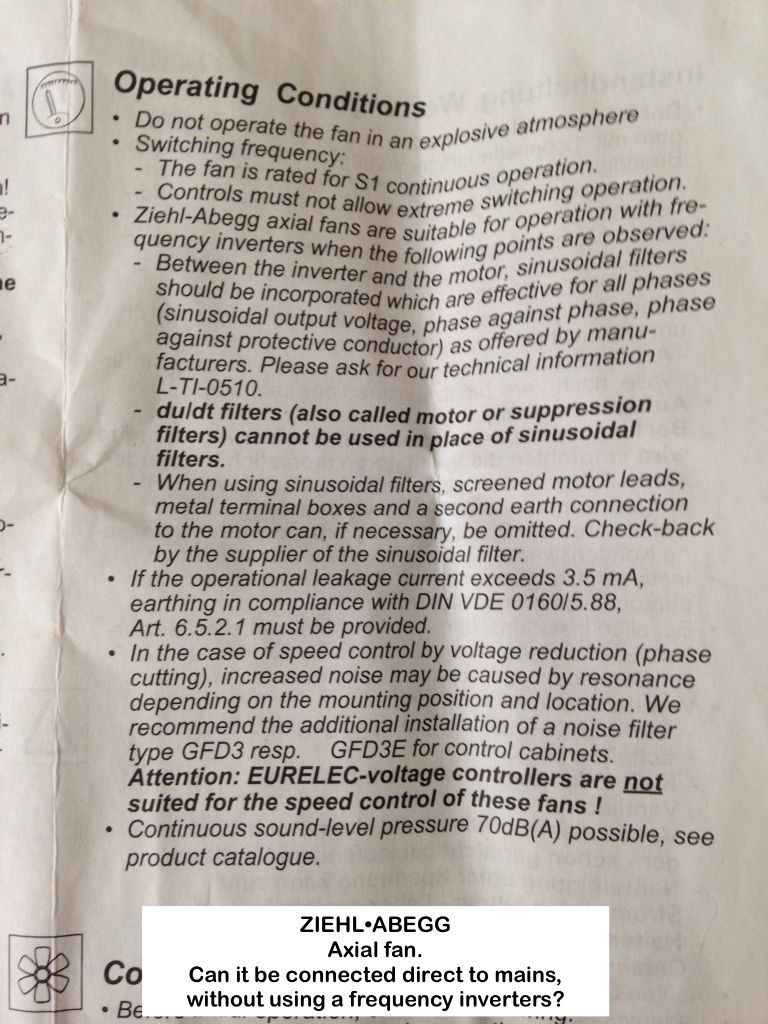 Operating Conditions
• Do not operate the fan in an explosive atmosphere
• Switching frequency:
- The fan is rated for S1 continuous operation.
- Controls must not allow extreme switching operation.
• Ziehl-Abegg axial fans are suitable for operation with fre-
quency inverters when the following points are observed:
- Between the inverter and the motor, sinusoidal filters
should be incorporated which are effective for all phases
(sinusoidal output voltage, phase against phase, phase
against protective conductor) as offered by manu-
facturers. Please ask for our technical information
L-TI-0510.
- du/dt filters (also called motor or suppression
filters) cannot be used in place of sinusoidal
filters.
- When using sinusoidal filters, screened motor leads,
metal terminal boxes and a second earth connection
to the motor can, if necessary, be omitted. Check-back
by the supplier of the sinusoidal filter.
• If the operational leakage current exceeds 3.5 mA,
earthing in compliance with DIN VDE 0160/5.88,
Art. 6.5.2.1 must be provided.
• In the case of speed control by voltage reduction (phase
cutting), increased noise may be caused by resonance
depending on the mounting position and location. We
recommend the additional installation of a noise filter
type GFD3 resp. GFD3E for control cabinets.
Attention: EURELEC-voltage controllers are not
suited for the speed control of these fans !
• Continuous sound-level pressure 70dB(A) possible, see
product catalogue.
ZIEHL•ABEGG
Axial fan.
Can it be connected direct to mains,
without using a frequency inverters?